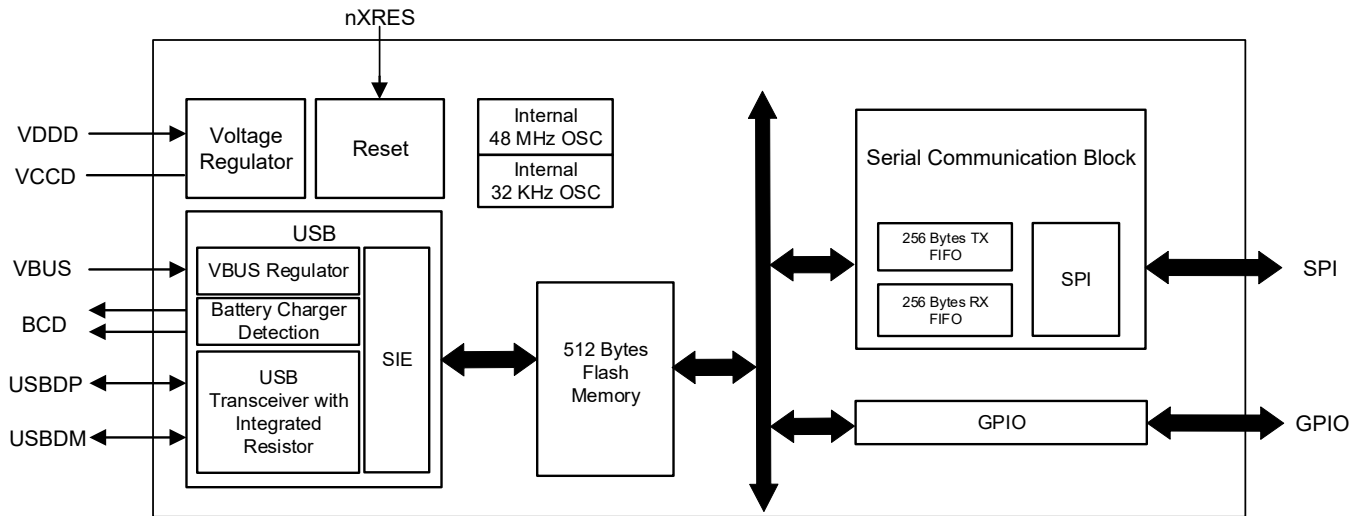 nXRES
VDDD
VCCD
Voltage
Regulator
Reset
Internal
48 MHz OSC
Internal
32 KHz OSC
VBUS
BCD
USBDP
USBDM
USB
VBUS Regulator
Battery Charger
Detection
USB
Transceiver with
Integrated
Resistor
SIE
512 Bytes
Flash
Memory
Serial Communication Block
256 Bytes TX
FIFO
256 Bytes RX
FIFO
SPI
SPI
GPIO
GPIO